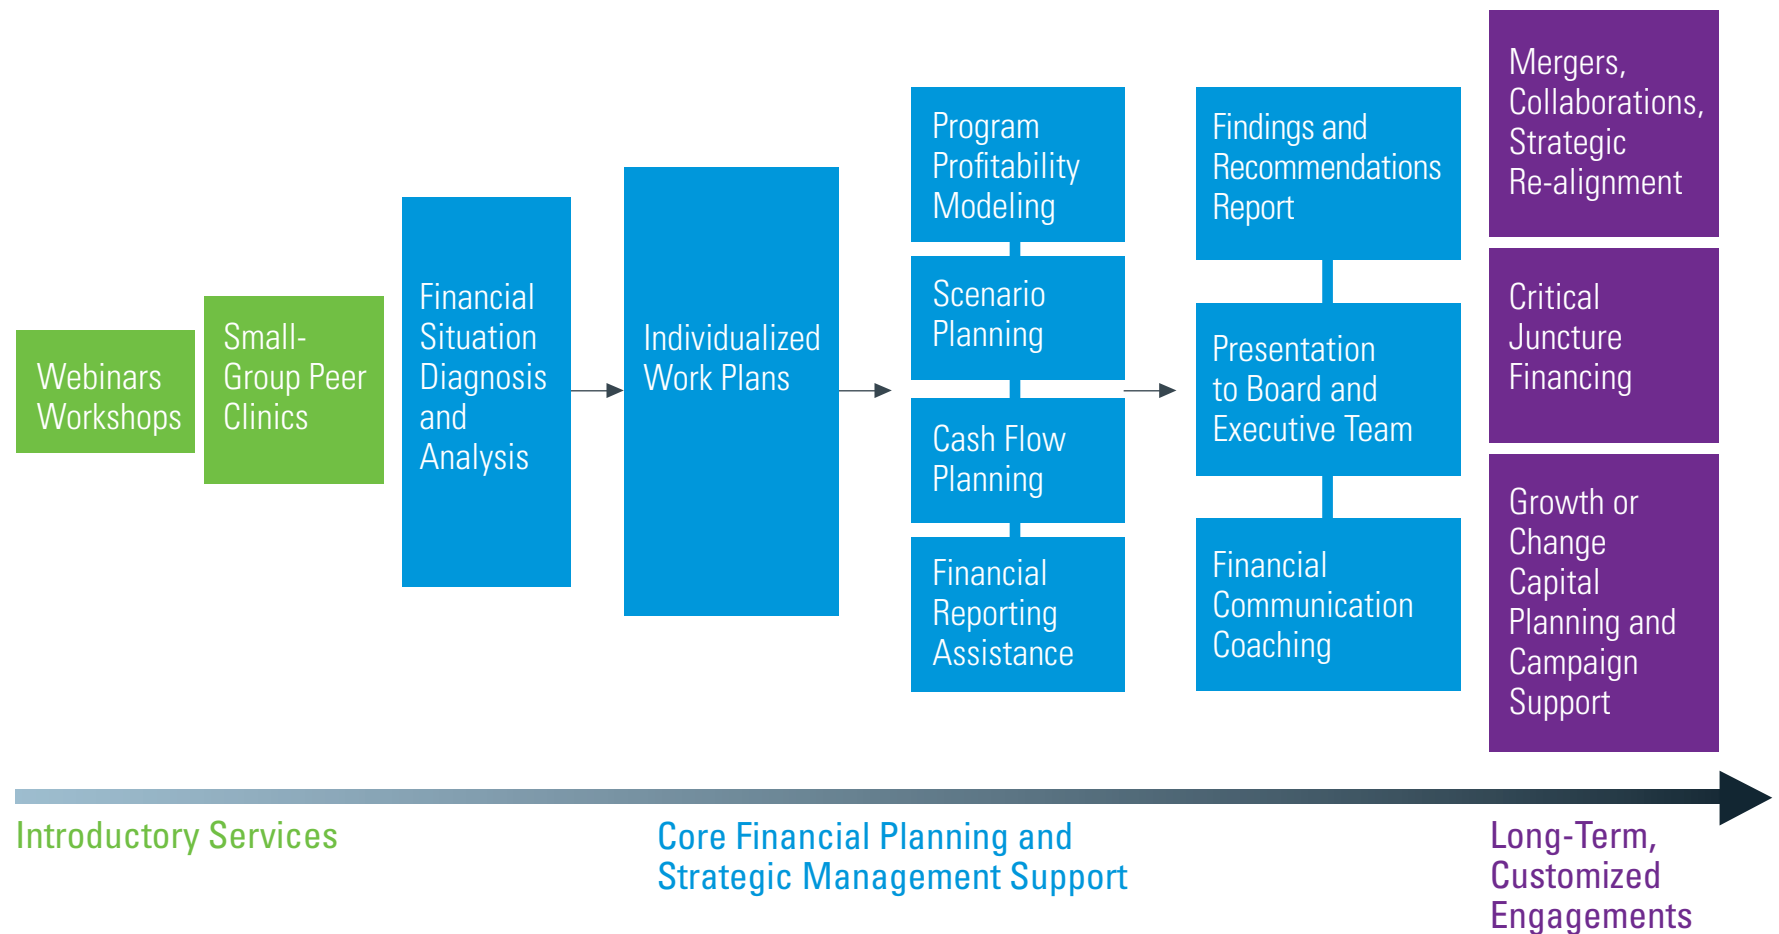 Webinars
Workshops
Small-
Group Peer
Clinics
Financial
Situation
Diagnosis
and
Analysis
Individualized
Work Plans
Program
Profitability
Modeling
Scenario
Planning
Cash Flow
Planning
Financial
Reporting
Assistance
Findings and
Recommendations
Report
Presentation
to Board and
Executive Team
Financial
Communication
Coaching
Mergers,
Collaborations,
Strategic
Re-alignment
Critical
Juncture
Financing
Growth or
Change
Capital
Planning and
Campaign
Support
Introductory Services
Core Financial Planning and
Strategic Management Support
Long-Term,
Customized
Engagements